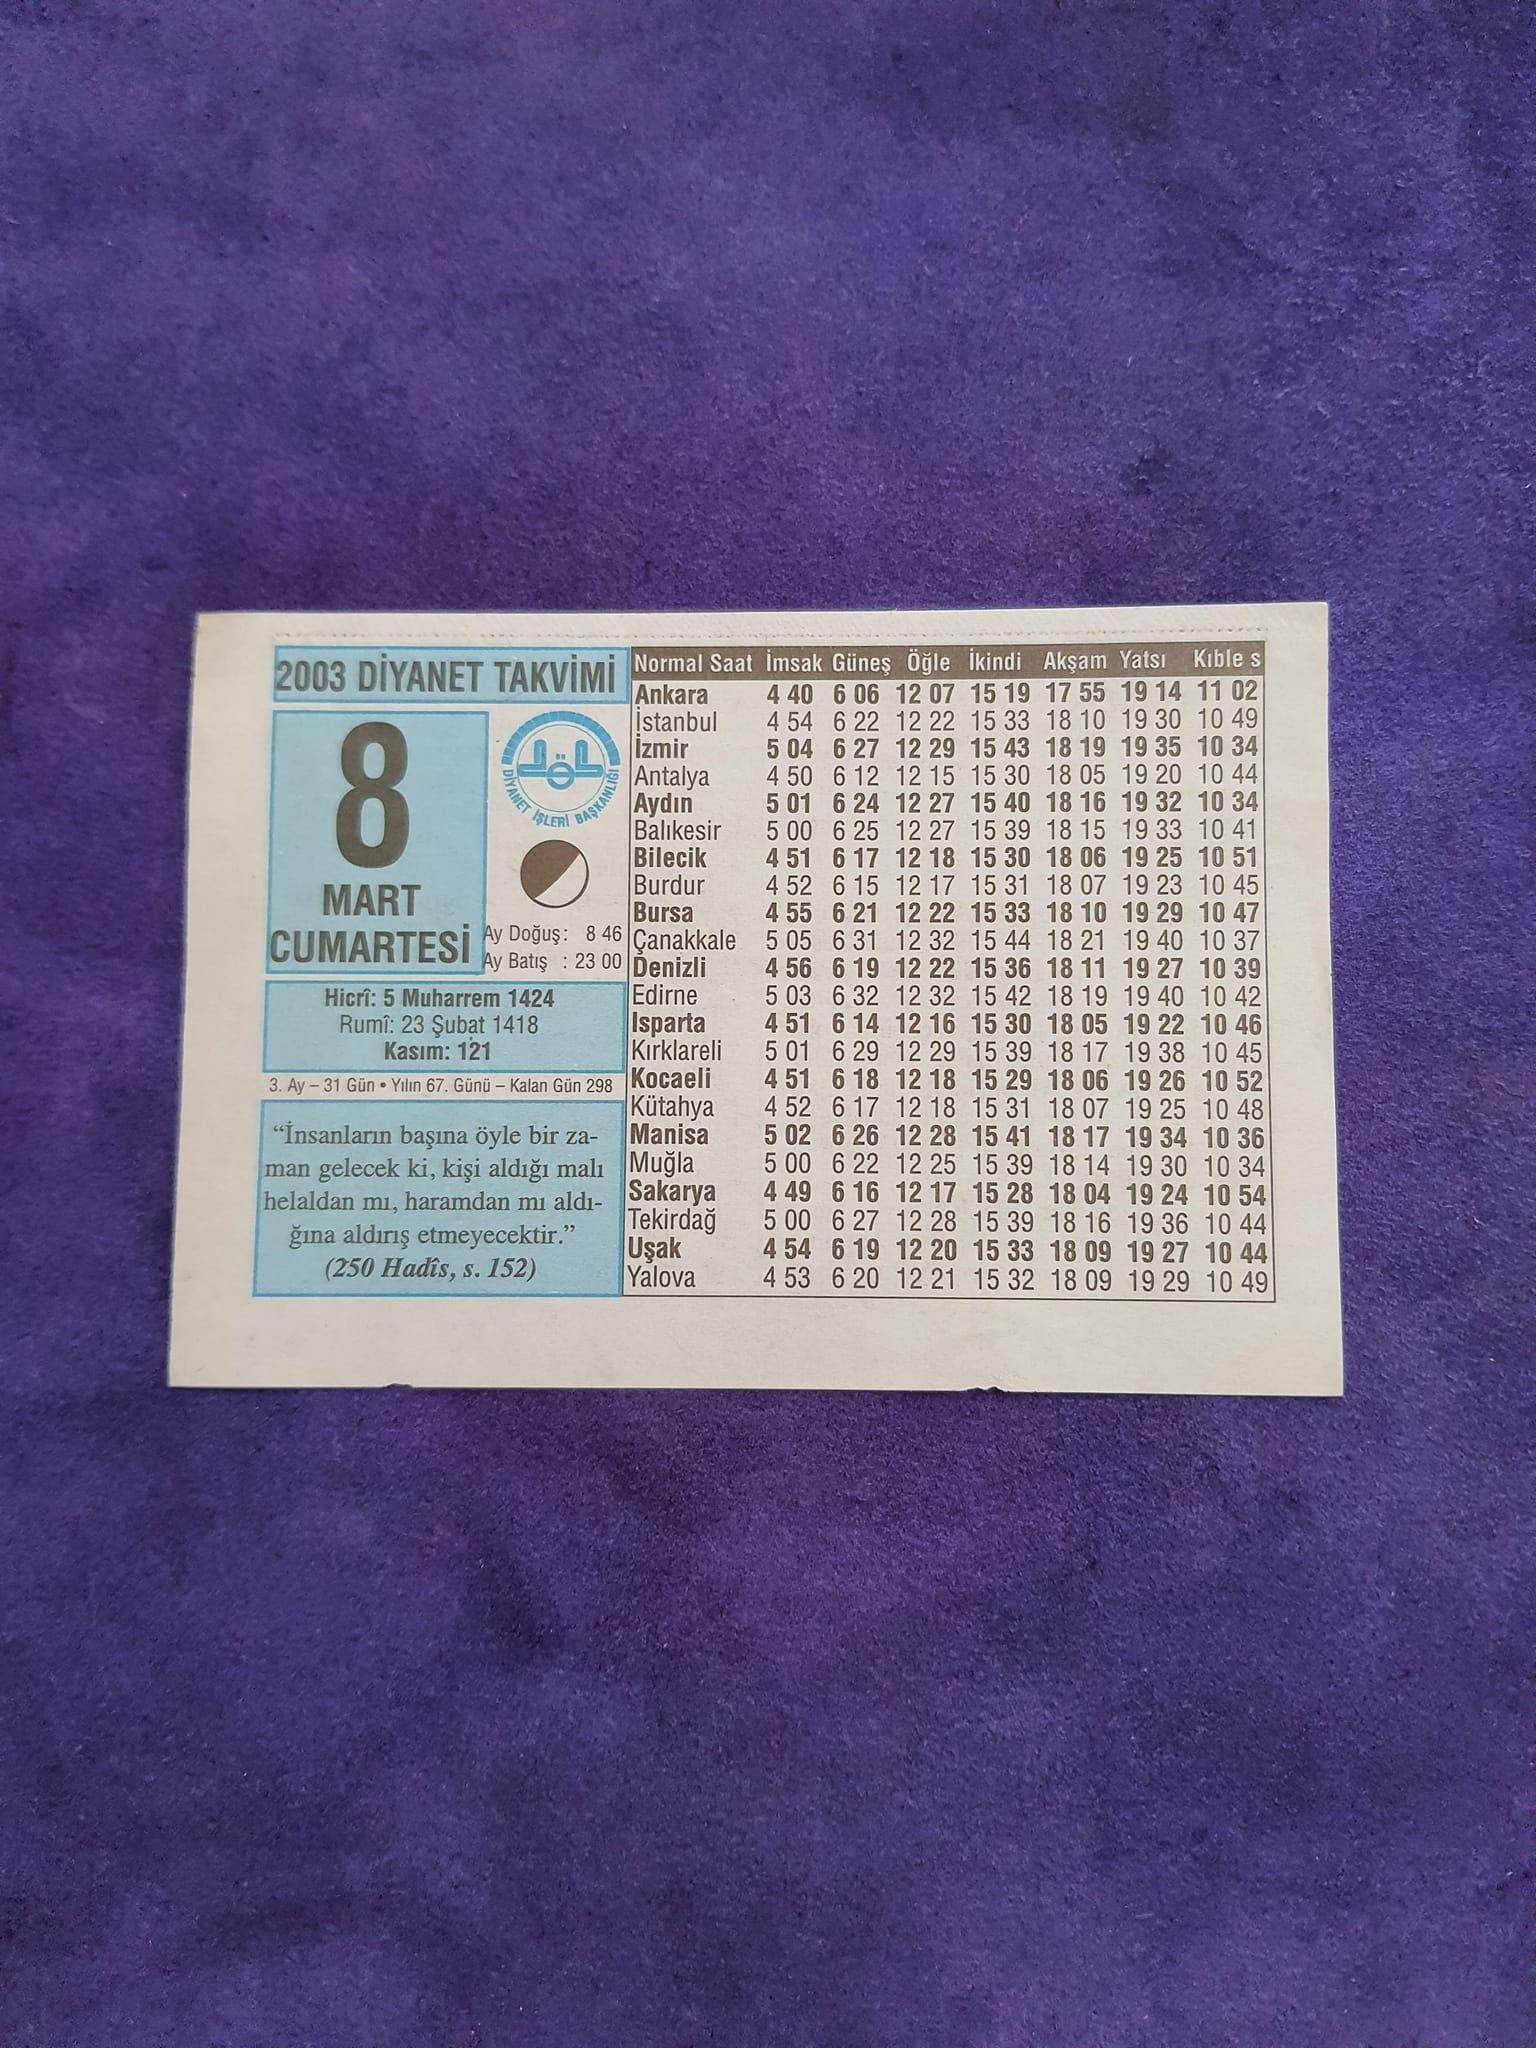 2003 DİYANET TAKVİMİ
8
MART
CUMARTESİ
DİYANET İŞLERİ BAŞKANLIĞI
Ay Doğuş: 8 46
Ay Batış : 23 00
Hicrî: 5 Muharrem 1424
Rumî: 23 Şubat 1418
Kasım: 121
3. Ay – 31 Gün • Yılın 67. Günü – Kalan Gün 298
“İnsanların başına öyle bir za-
man gelecek ki, kişi aldığı malı
helaldan mı, haramdan mı aldı-
ğına aldırış etmeyecektir.”
(250 Hadîs, s. 152)
Normal Saat İmsak Güneş Öğle İkindi Akşam Yatsı Kıble s
Ankara 4 40 6 06 12 07 15 19 17 55 19 14 11 02
İstanbul 4 54 6 22 12 22 15 33 18 10 19 30 10 49
İzmir 5 04 6 27 12 29 15 43 18 19 19 35 10 34
Antalya 4 50 6 12 12 15 15 30 18 05 19 20 10 44
Aydın 5 01 6 24 12 27 15 40 18 16 19 32 10 34
Balıkesir 5 00 6 25 12 27 15 39 18 15 19 33 10 41
Bilecik 4 51 6 17 12 18 15 30 18 06 19 25 10 51
Burdur 4 52 6 15 12 17 15 31 18 07 19 23 10 45
Bursa 4 55 6 21 12 22 15 33 18 10 19 29 10 47
Çanakkale 5 05 6 31 12 32 15 44 18 21 19 40 10 37
Denizli 4 56 6 19 12 22 15 36 18 11 19 27 10 39
Edirne 5 03 6 32 12 32 15 42 18 19 19 40 10 42
Isparta 4 51 6 14 12 16 15 30 18 05 19 22 10 46
Kırklareli 5 01 6 29 12 29 15 39 18 17 19 38 10 45
Kocaeli 4 51 6 18 12 18 15 29 18 06 19 26 10 52
Kütahya 4 52 6 17 12 18 15 31 18 07 19 25 10 48
Manisa 5 02 6 26 12 28 15 41 18 17 19 34 10 36
Muğla 5 00 6 22 12 25 15 39 18 14 19 30 10 34
Sakarya 4 49 6 16 12 17 15 28 18 04 19 24 10 54
Tekirdağ 5 00 6 27 12 28 15 39 18 16 19 36 10 44
Uşak 4 54 6 19 12 20 15 33 18 09 19 27 10 44
Yalova 4 53 6 20 12 21 15 32 18 09 19 29 10 49